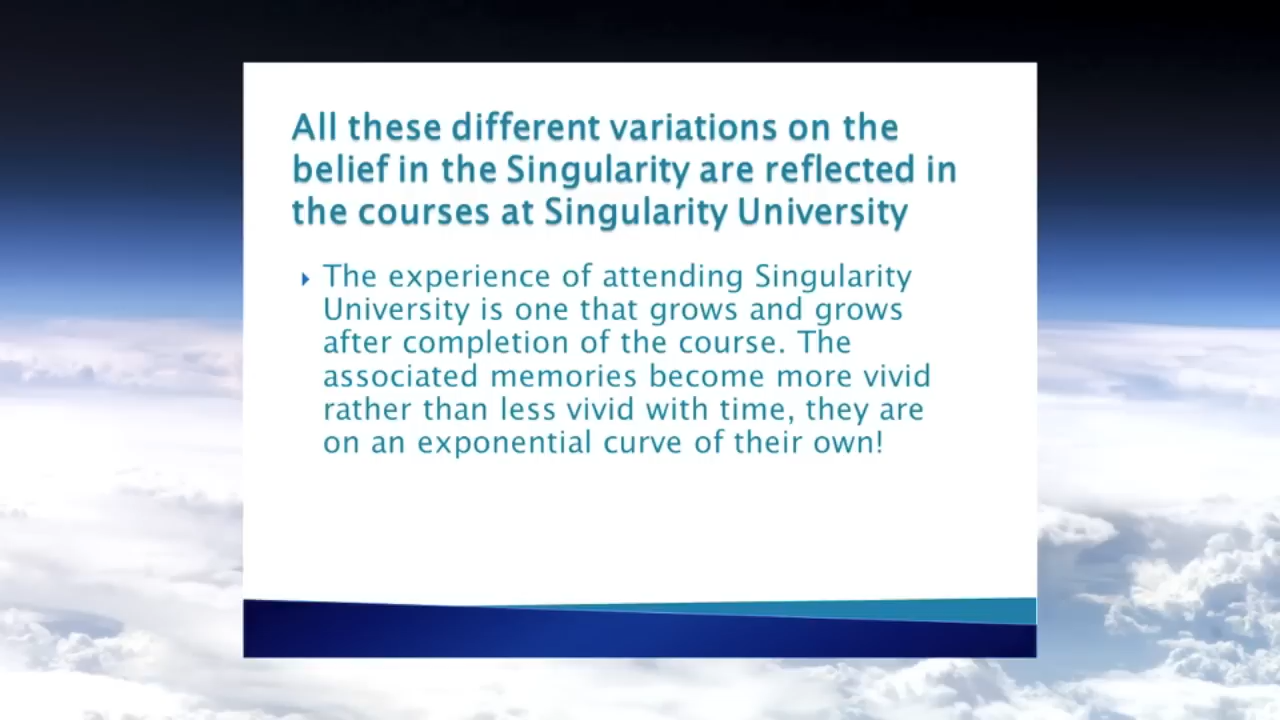 All these different variations on the
belief in the Singularity are reflected in
the courses at Singularity University
The experience of attending Singularity
University is one that grows and grows
after completion of the course. The
associated memories become more vivid
rather than less vivid with time, they are
on an exponential curve of their own!